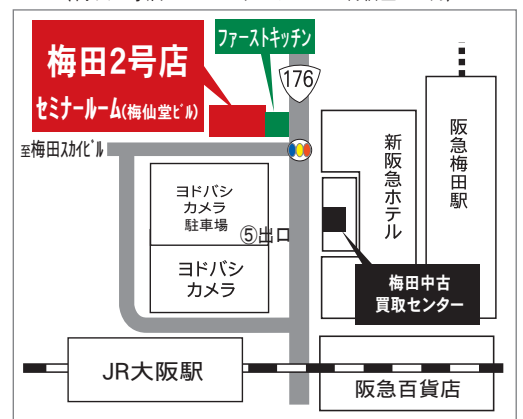 梅田2号店
セミナールーム(梅仙堂ビル)
ファーストキッチン
176
至梅田スカイビル
ヨドバシ
カメラ
駐車場
⑤出口
ヨドバシ
カメラ
新阪急ホテル
阪急梅田駅
梅田中古
買取センター
JR大阪駅
阪急百貨店